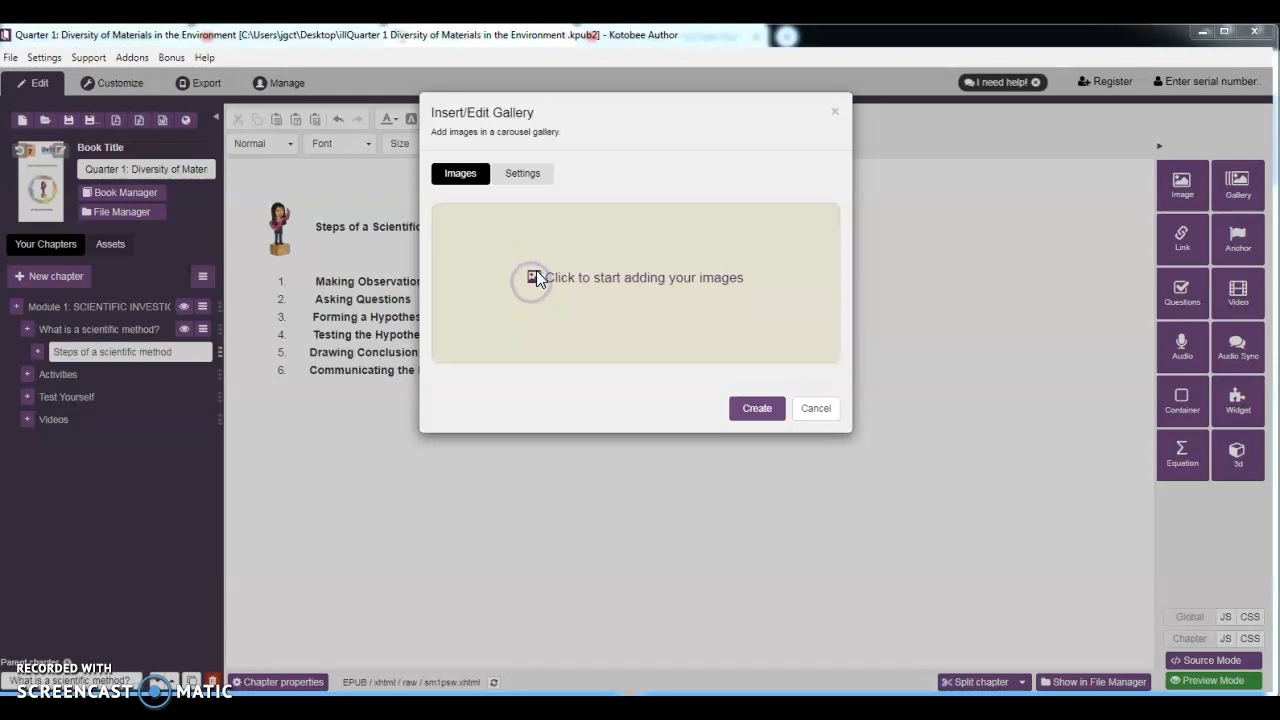 Quarter 1: Diversity of Materials in the Environment [C:\Users\jgct\Desktop\illQuarter 1 Diversity of Materials in the Environment .kpub2] - Kotobee Author
File Settings Support Addons Bonus Help
Edit Customize Export Manage I need help! Register Enter serial number..
Insert/Edit Gallery
Add images in a carousel gallery.
Normal Font Size
Book Title
Quarter 1: Diversity of Mater
Book Manager
File Manager
Images Settings
Image Gallery
Your Chapters Assets
Steps of a Scientific
Link Anchor
New chapter
Click to start adding your images
1. Making Observation
2. Asking Questions
3. Forming a Hypothes
4. Testing the Hypothe
5. Drawing Conclusion
6. Communicating the
Module 1: SCIENTIFIC INVESTIG
What is a scientific method?
Steps of a scientific method
Activities
Test Yourself
Videos
Questions Video
Audio Audio Sync
Container Widget
Create Cancel
Equation 3d
Global JS CSS
Chapter JS CSS
Source Mode
Preview Mode
Parent chapter
What is a scientific method?
RECORDED WITH
SCREENCAST MATIC
Chapter properties EPUB / xhtml / raw / sm1psw.xhtml Split chapter Show in File Manager